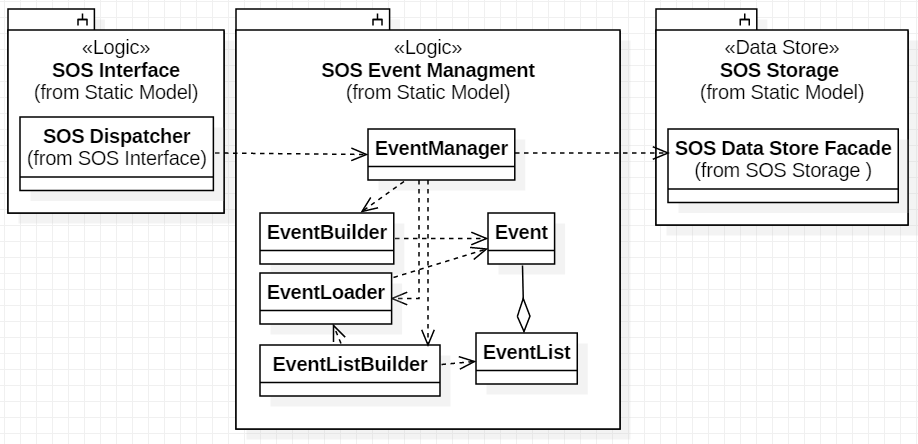 «Logic»
SOS Interface
(from Static Model)
SOS Dispatcher
(from SOS Interface)
«Logic»
SOS Event Managment
(from Static Model)
EventManager
EventBuilder
Event
EventLoader
EventListBuilder
EventList
«Data Store»
SOS Storage
(from Static Model)
SOS Data Store Facade
(from SOS Storage )